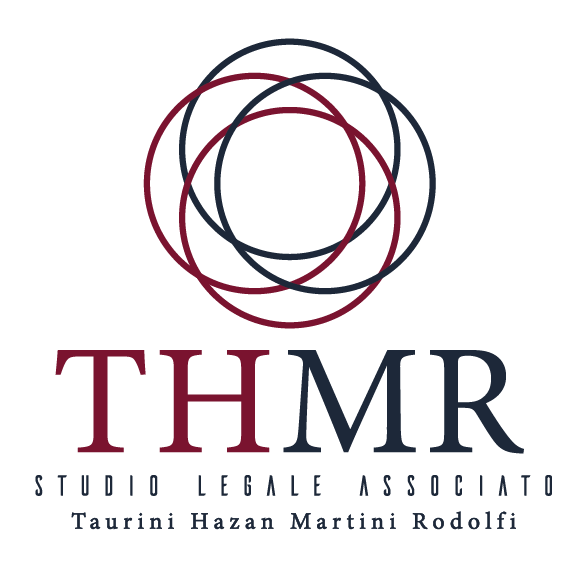 THMR
STUDIO LEGALE ASSOCIATO
Taurini Hazan Martini Rodolfi